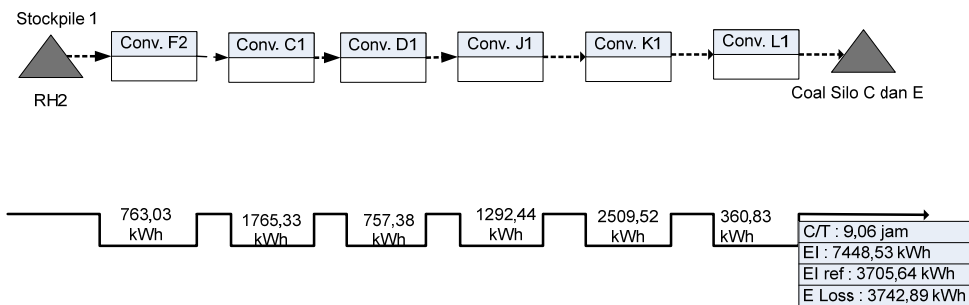 Stockpile 1
RH2
Conv. F2
Conv. C1
Conv. D1
Conv. J1
Conv. K1
Conv. L1
Coal Silo C dan E
763,03
kWh
1765,33
kWh
757,38
kWh
1292,44
kWh
2509,52
kWh
360,83
kWh
C/T : 9,06 jam
EI : 7448,53 kWh
EI ref : 3705,64 kWh
E Loss : 3742,89 kWh